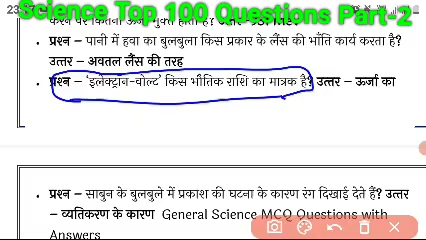 Science Top 100 Questions Part-2
• प्रश्न – पानी में हवा का बुलबुला किस प्रकार के लैंस की भाँति कार्य करता है?
उत्तर – अवतल लैंस की तरह
• प्रश्न – 'इलेक्ट्रान-वोल्ट' किस भौतिक राशि का मात्रक है? उत्तर – ऊर्जा का
• प्रश्न – साबुन के बुलबुले में प्रकाश की घटना के कारण रंग दिखाई देते हैं? उत्तर
– व्यतिकरण के कारण General Science MCQ Questions with
Answers